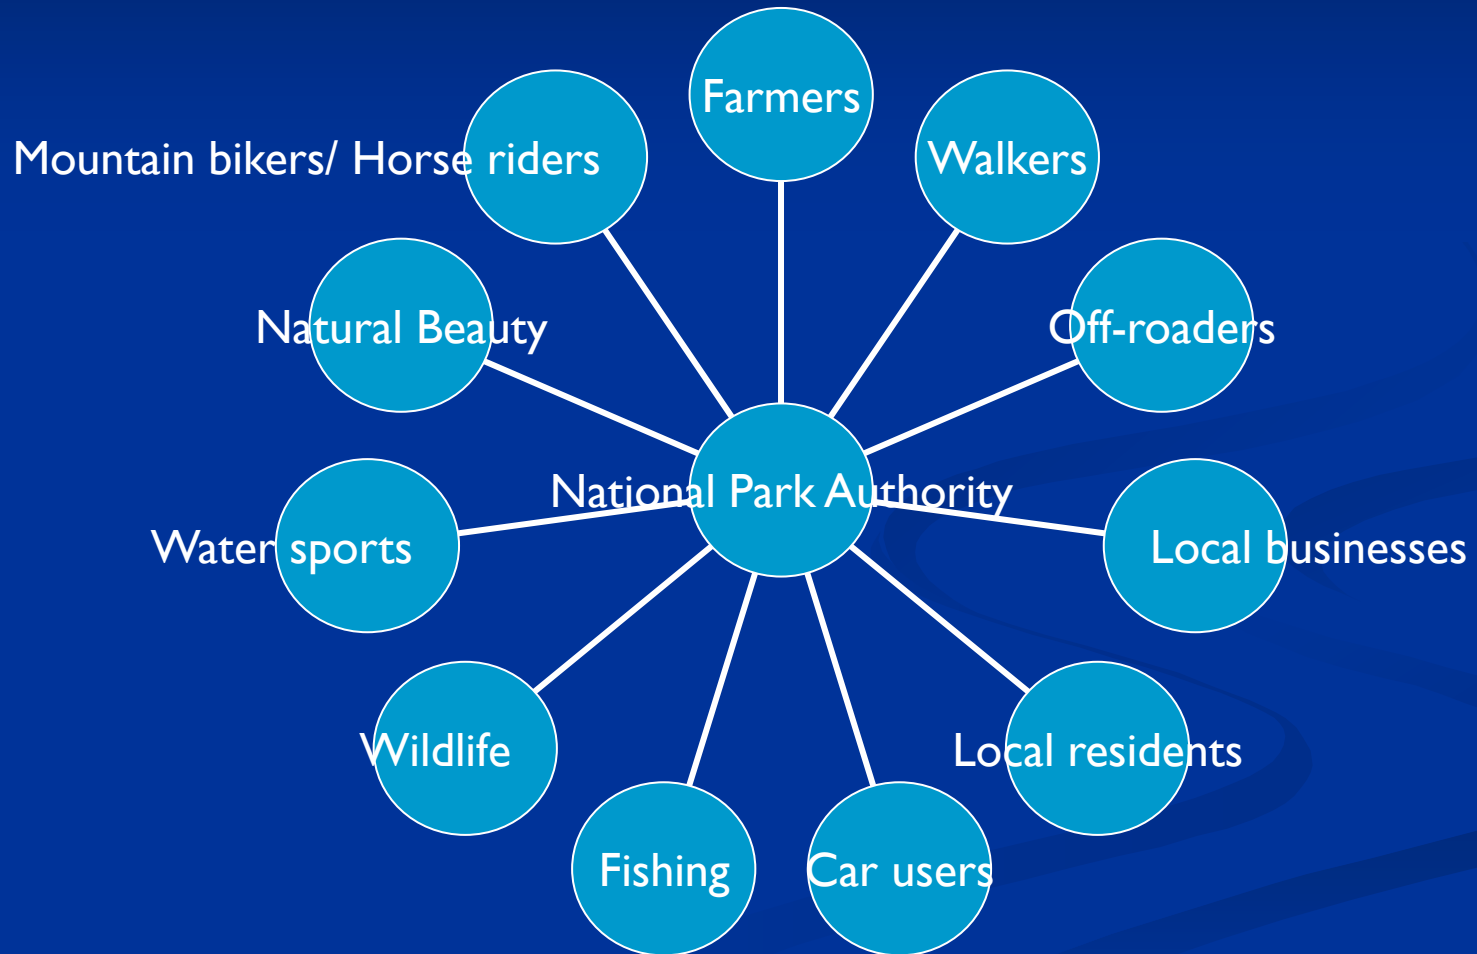 Farmers
Mountain bikers/ Horse riders
Walkers
Natural Beauty
Off-roaders
National Park Authority
Water sports
Local businesses
Wildlife
Local residents
Fishing
Car users